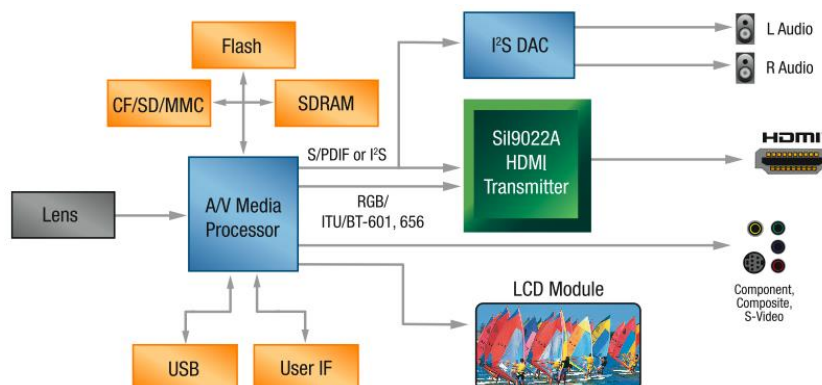 Flash
CF/SD/MMC
SDRAM
I²S DAC
L Audio
R Audio
S/PDIF or I²S
SiI9022A
HDMI
Transmitter
HDMI
Lens
A/V Media
Processor
RGB/
ITU/BT-601, 656
LCD Module
Component,
Composite,
S-Video
USB
User IF